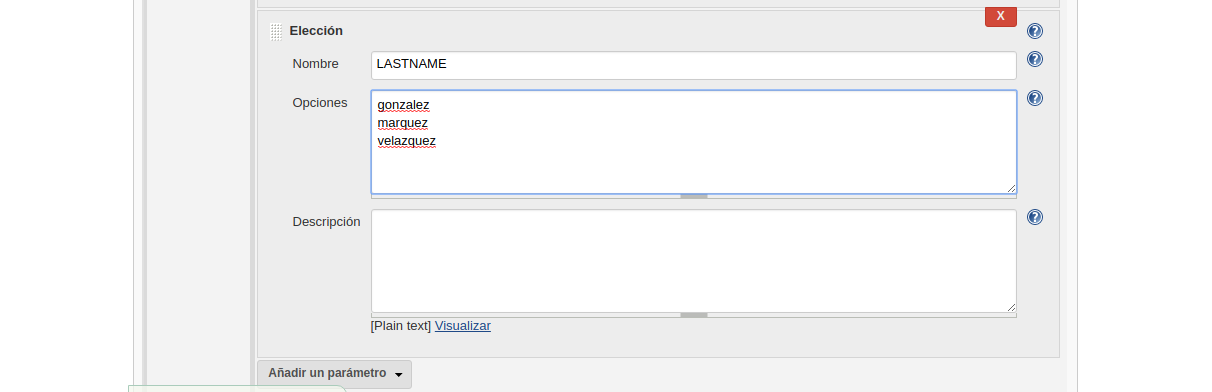 X
Elección
Nombre LASTNAME
Opciones gonzalez
marquez
velazquez
Descripción
[Plain text] Visualizar
Añadir un parámetro